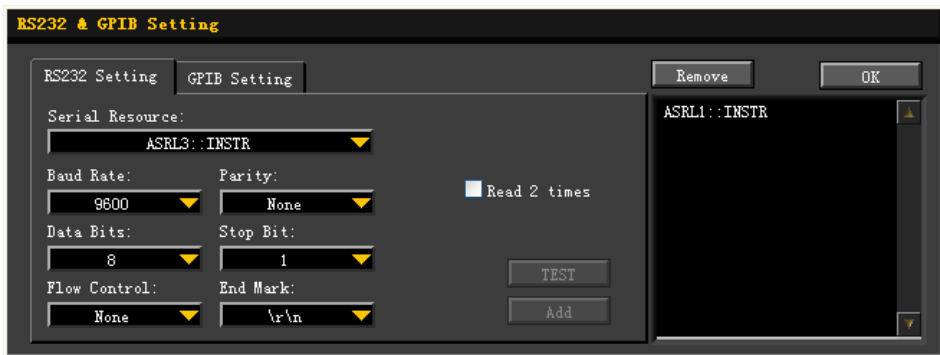 RS232 & GPIB Setting
RS232 Setting
GPIB Setting
Remove
OK
Serial Resource:
ASRL3::INSTR
ASRL1::INSTR
Baud Rate:
Parity:
9600
None
Read 2 times
Data Bits:
Stop Bit:
8
1
TEST
Flow Control:
End Mark:
None
\r\n
Add